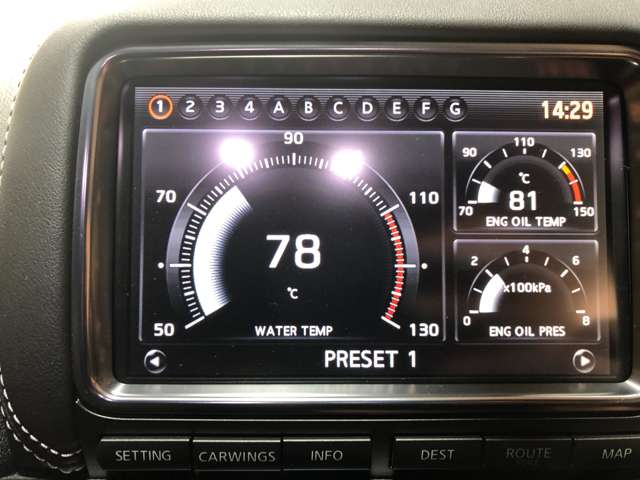 1 2 3 4 A B C D E F G 14:29
90
70 110
78
℃
50 130
WATER TEMP
110
90 130
℃
81
70 150
ENG OIL TEMP
4
2 6
x100kPa
0 8
ENG OIL PRES
PRESET 1
SETTING CARWINGS INFO DEST ROUTE MAP